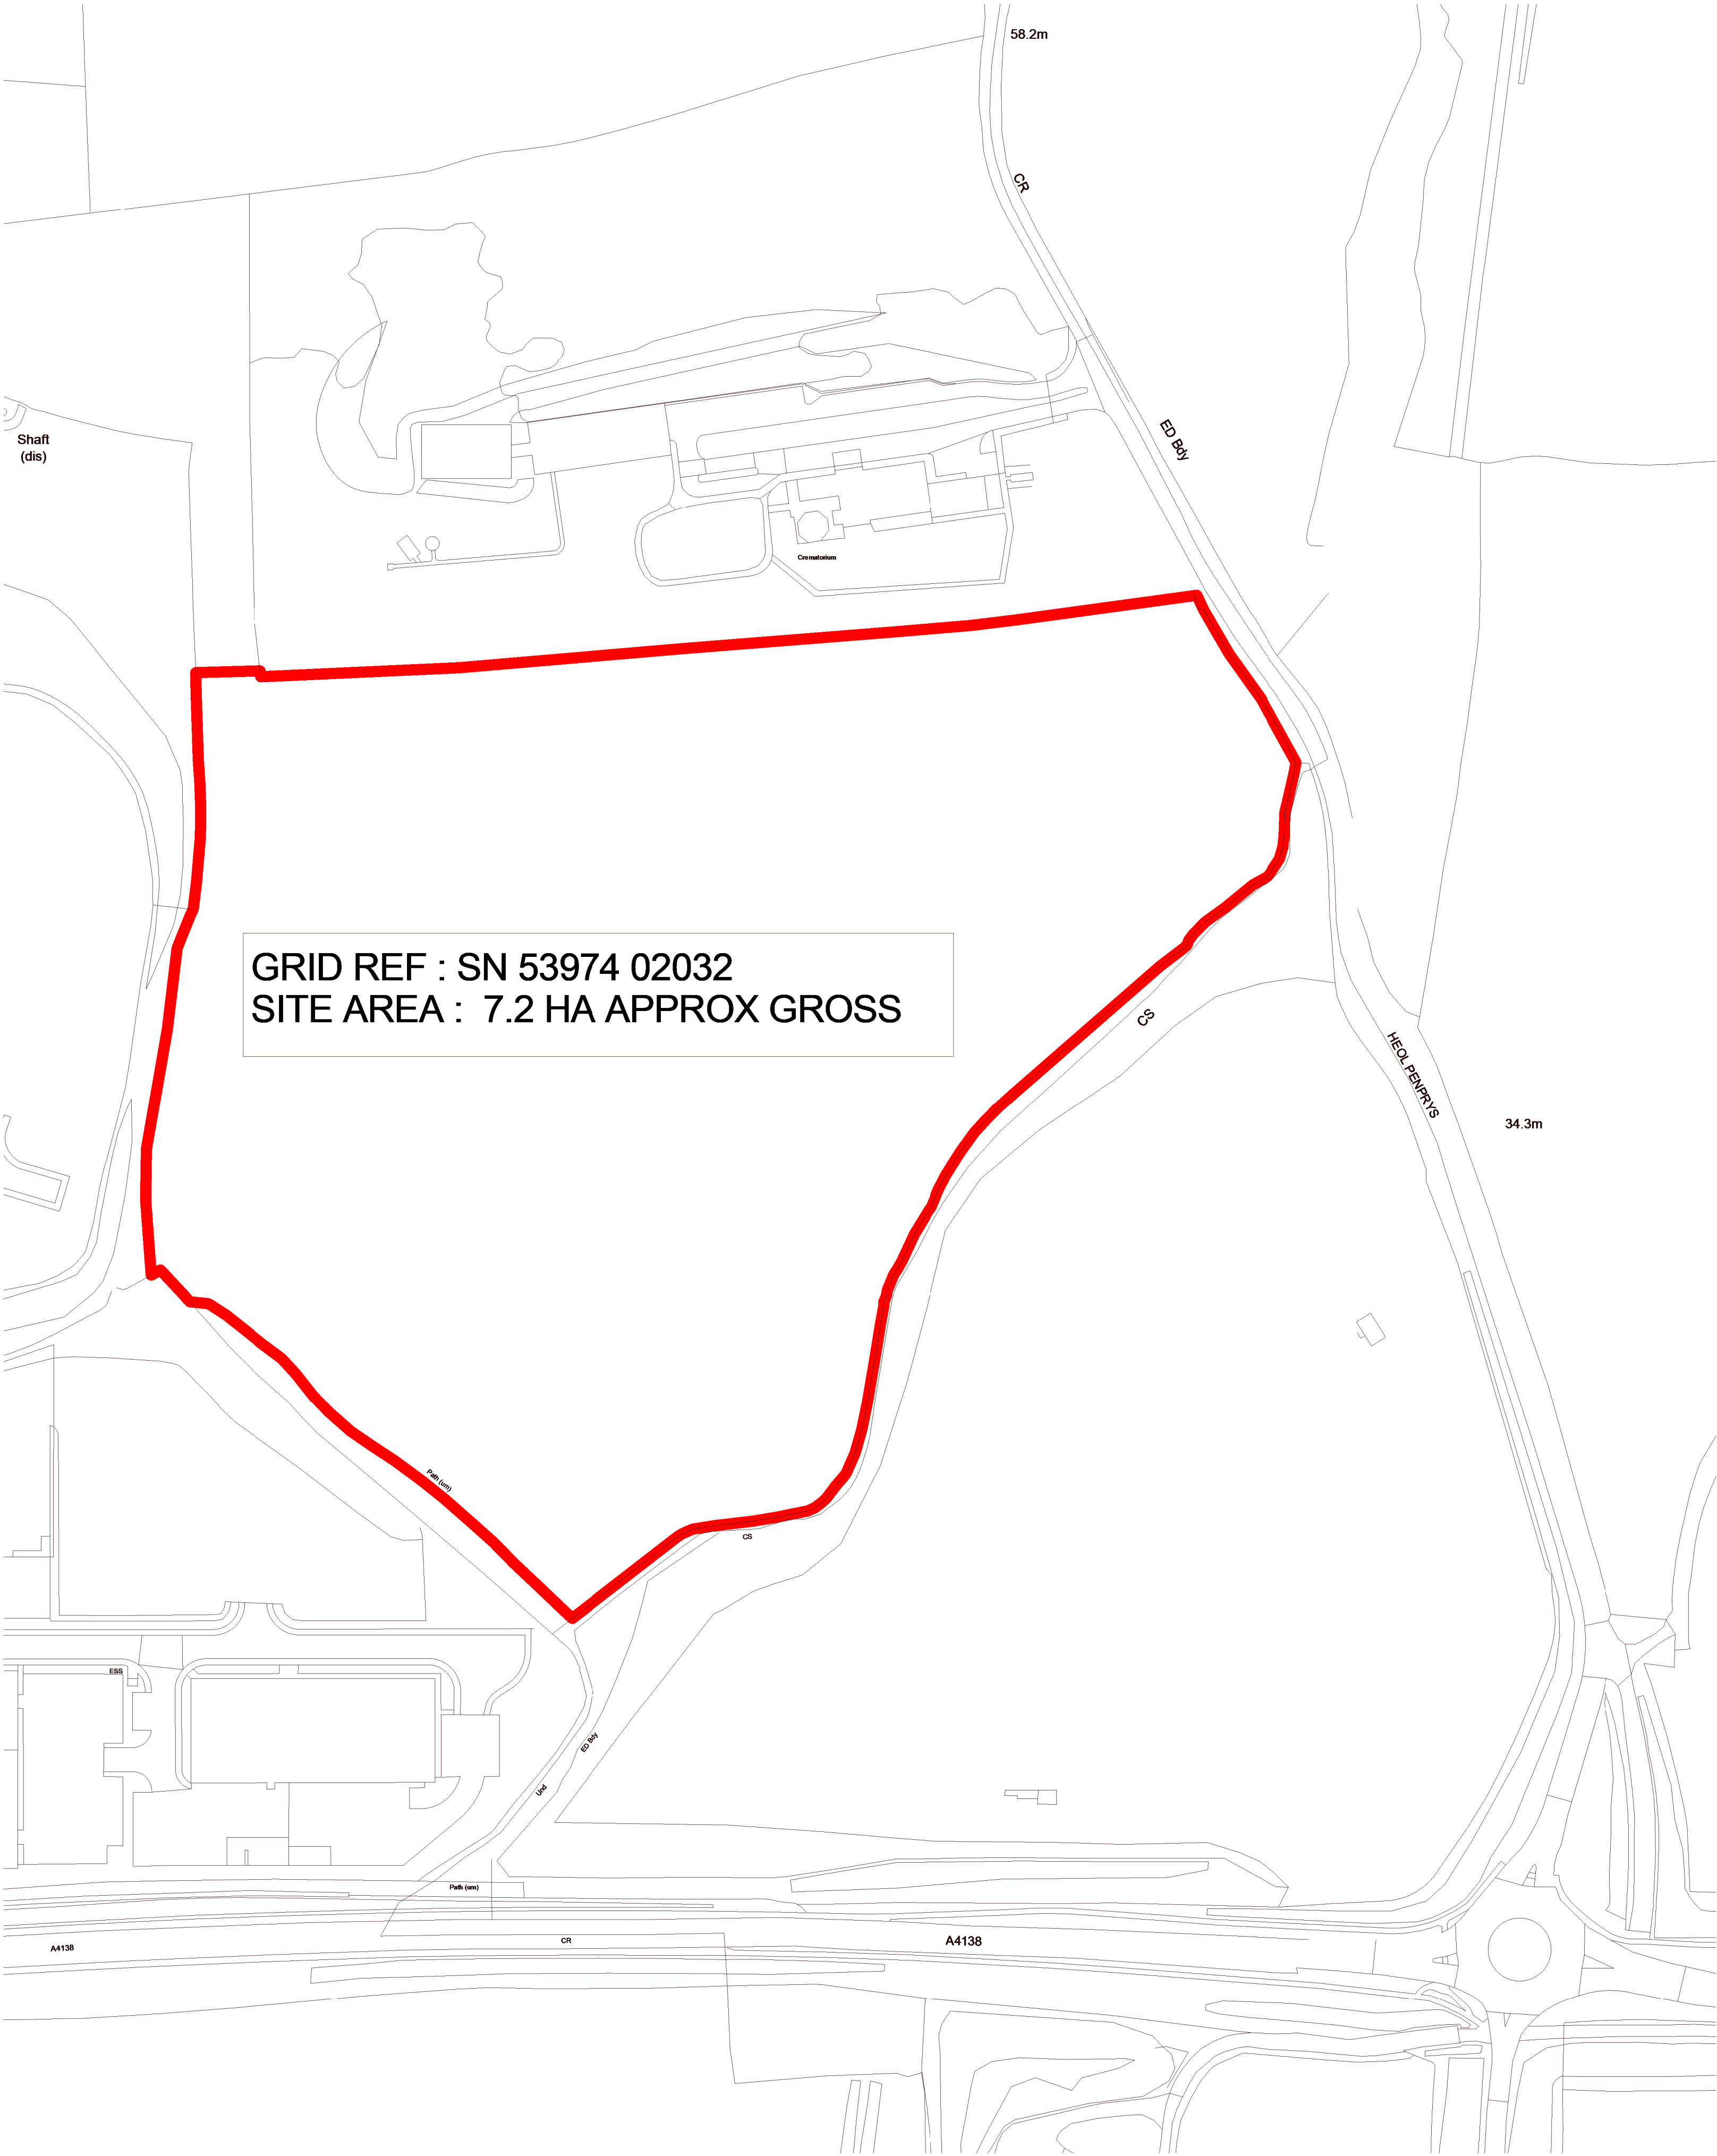 58.2m
CR
ED Bdy
Shaft
(dis)
Crematorium
GRID REF : SN 53974 02032
SITE AREA :  7.2 HA APPROX GROSS
CS
HEOL PENPRYS
34.3m
Path (um)
CS
ESS
ED Bdy
Und
Path (um)
CR
A4138
A4138